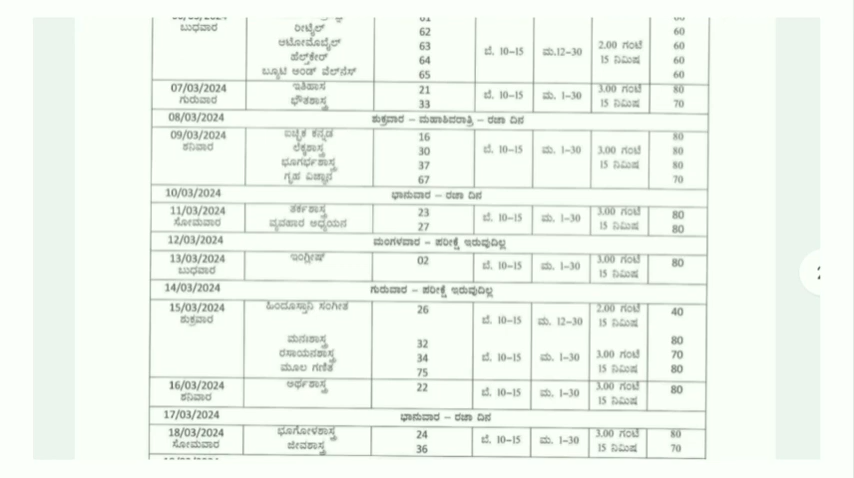 ಬುಧವಾರ ರೀಟೈಲ್ 62 60
ಆಟೋಮೊಬೈಲ್ 63 ಬೆ. 10-15 ಮ.12-30 2.00 ಗಂಟೆ 60
ಹೆಲ್ತ್‌ಕೇರ್ 64 15 ನಿಮಿಷ 60
ಬ್ಯೂಟಿ ಅಂಡ್ ವೆಲ್‌ನೆಸ್ 65 60
07/03/2024 ಇತಿಹಾಸ 21 ಬೆ. 10-15 ಮ. 1-30 3.00 ಗಂಟೆ 80
ಗುರುವಾರ ಭೌತಶಾಸ್ತ್ರ 33 15 ನಿಮಿಷ 70
08/03/2024 ಶುಕ್ರವಾರ – ಮಹಾಶಿವರಾತ್ರಿ – ರಜಾ ದಿನ
09/03/2024 ಐಚ್ಛಿಕ ಕನ್ನಡ 16 80
ಶನಿವಾರ ಲೆಕ್ಕಶಾಸ್ತ್ರ 30 ಬೆ. 10-15 ಮ. 1-30 3.00 ಗಂಟೆ 80
ಭೂಗರ್ಭಶಾಸ್ತ್ರ 37 15 ನಿಮಿಷ 80
ಗೃಹ ವಿಜ್ಞಾನ 67 70
10/03/2024 ಭಾನುವಾರ – ರಜಾ ದಿನ
11/03/2024 ತರ್ಕಶಾಸ್ತ್ರ 23 ಬೆ. 10-15 ಮ. 1-30 3.00 ಗಂಟೆ 80
ಸೋಮವಾರ ವ್ಯವಹಾರ ಅಧ್ಯಯನ 27 15 ನಿಮಿಷ 80
12/03/2024 ಮಂಗಳವಾರ – ಪರೀಕ್ಷೆ ಇರುವುದಿಲ್ಲ
13/03/2024 ಇಂಗ್ಲೀಷ್ 02 ಬೆ. 10-15 ಮ. 1-30 3.00 ಗಂಟೆ 80
ಬುಧವಾರ 15 ನಿಮಿಷ
14/03/2024 ಗುರುವಾರ – ಪರೀಕ್ಷೆ ಇರುವುದಿಲ್ಲ
15/03/2024 ಹಿಂದೂಸ್ತಾನಿ ಸಂಗೀತ 26 ಬೆ. 10-15 ಮ. 12-30 2.00 ಗಂಟೆ 40
ಶುಕ್ರವಾರ 15 ನಿಮಿಷ
ಮನಃಶಾಸ್ತ್ರ 32 80
ರಸಾಯನಶಾಸ್ತ್ರ 34 ಬೆ. 10-15 ಮ. 1-30 3.00 ಗಂಟೆ 70
ಮೂಲ ಗಣಿತ 75 15 ನಿಮಿಷ 80
16/03/2024 ಅರ್ಥಶಾಸ್ತ್ರ 22 ಬೆ. 10-15 ಮ. 1-30 3.00 ಗಂಟೆ 80
ಶನಿವಾರ 15 ನಿಮಿಷ
17/03/2024 ಭಾನುವಾರ – ರಜಾ ದಿನ
18/03/2024 ಭೂಗೋಳಶಾಸ್ತ್ರ 24 ಬೆ. 10-15 ಮ. 1-30 3.00 ಗಂಟೆ 80
ಸೋಮವಾರ ಜೀವಶಾಸ್ತ್ರ 36 15 ನಿಮಿಷ 70